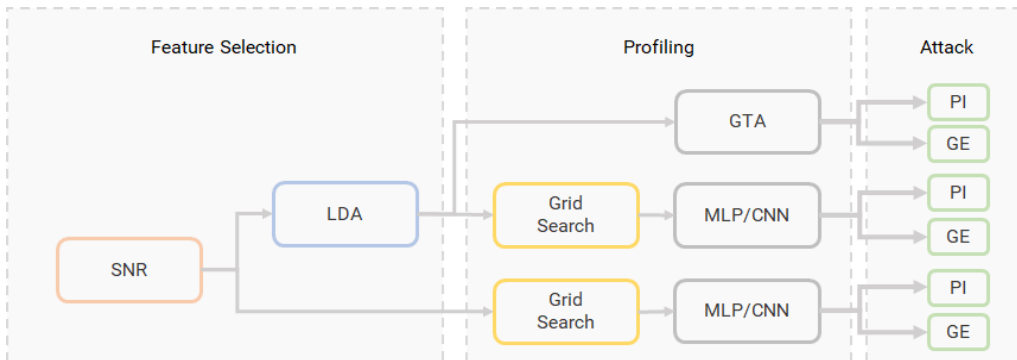 Feature Selection
Profiling
Attack
SNR
LDA
GTA
PI
GE
Grid
Search
MLP/CNN
PI
GE
Grid
Search
MLP/CNN
PI
GE